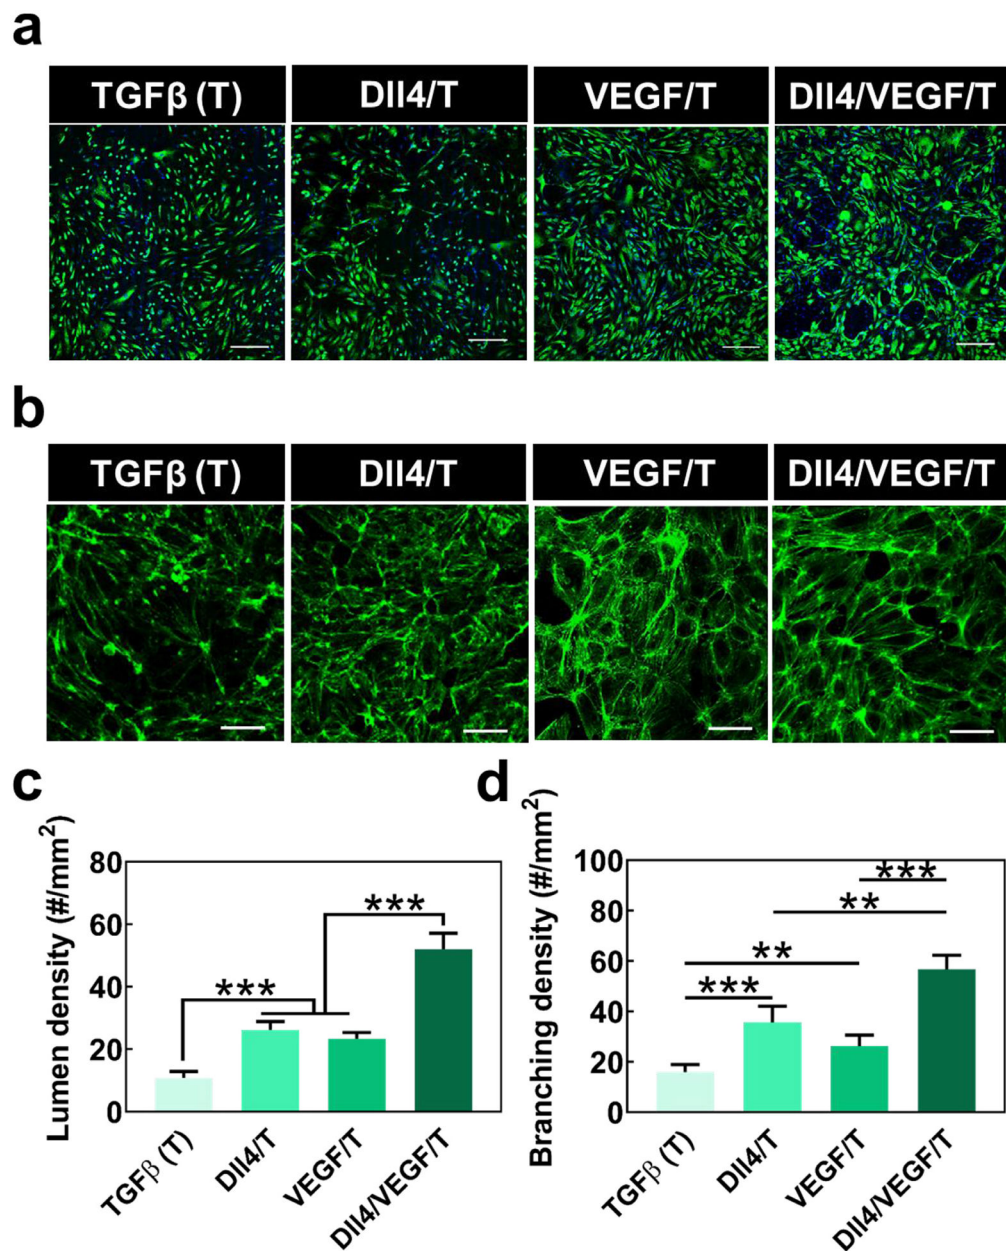 a
TGFβ (T)
Dll4/T
VEGF/T
Dll4/VEGF/T
b
TGFβ (T)
Dll4/T
VEGF/T
Dll4/VEGF/T
c
Lumen density (#/mm²)
80
60
40
20
0
***
***
TGFβ (T)
Dll4/T
VEGF/T
Dll4/VEGF/T
d
Branching density (#/mm²)
100
80
60
40
20
0
***
**
**
***
TGFβ (T)
Dll4/T
VEGF/T
Dll4/VEGF/T